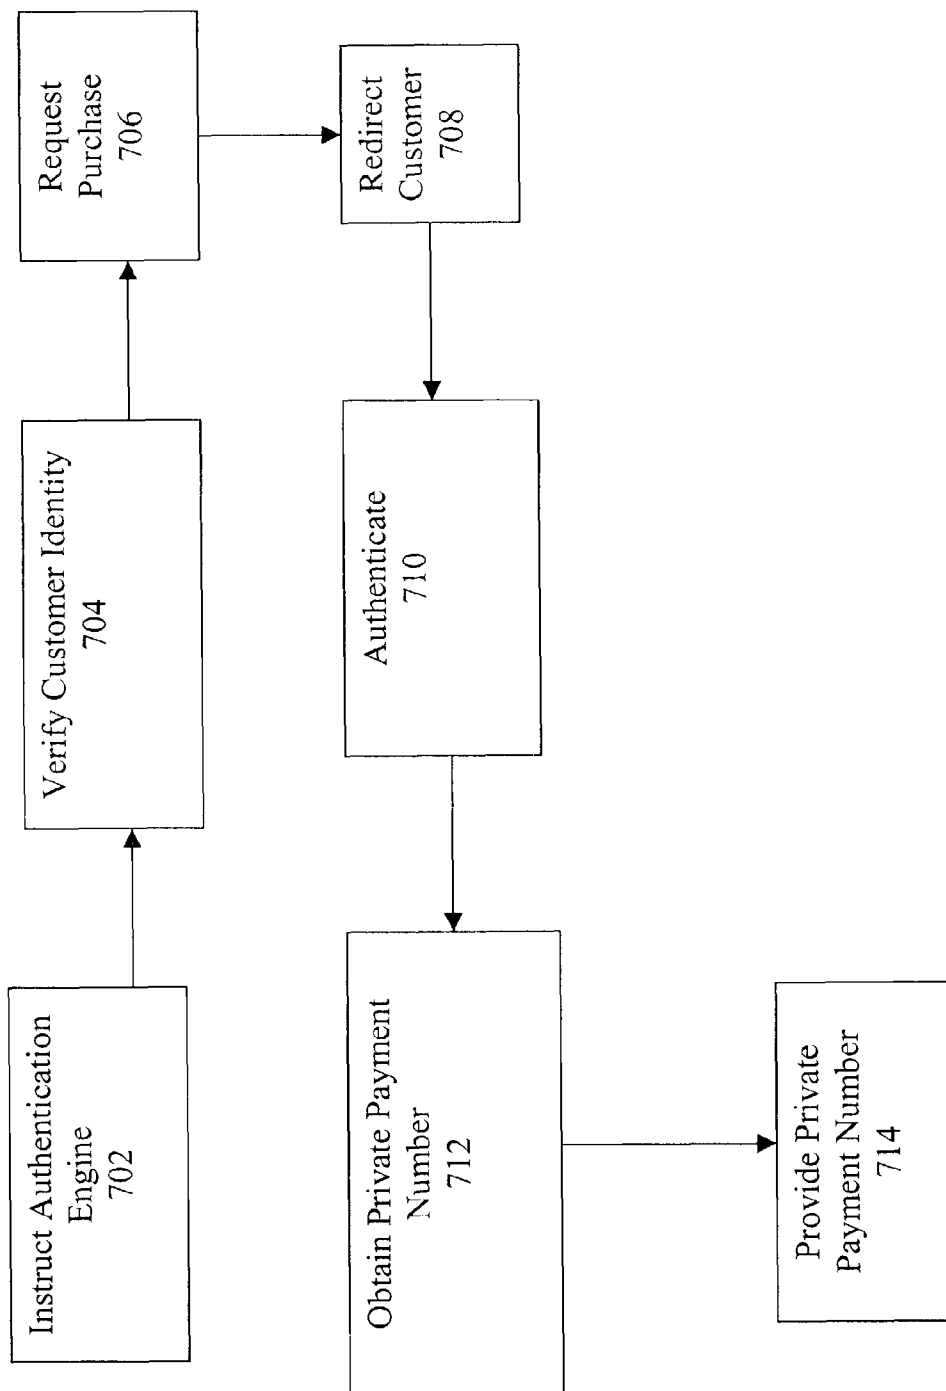 Instruct Authentication
Engine
702
Verify Customer Identity
704
Request
Purchase
706
Redirect
Customer
708
Authenticate
710
Obtain Private Payment
Number
712
Provide Private
Payment Number
714